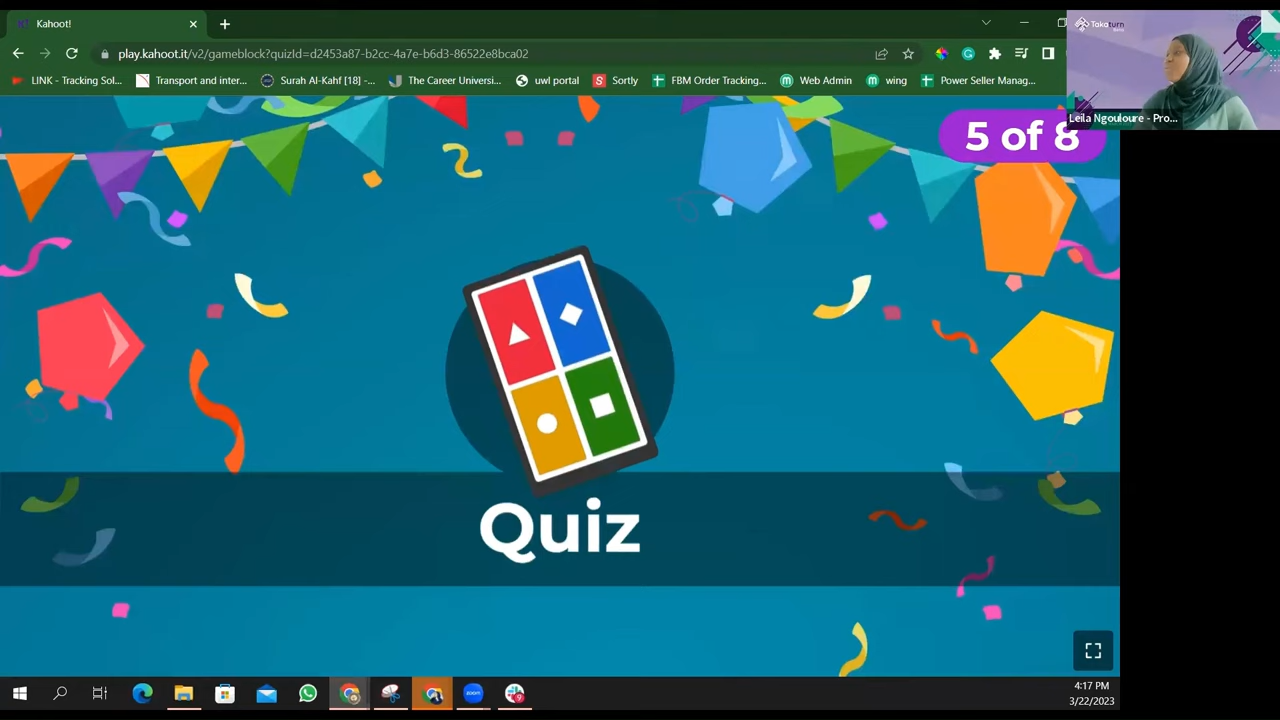 Kahoot!
play.kahoot.it/v2/gameblock?quizId=d2453a87-b2cc-4a7e-b6d3-86522e8bca02
LINK - Tracking Sol...
Transport and inter...
Surah Al-Kahf [18] -...
The Career Universi...
uwl portal
Sortly
FBM Order Tracking...
Web Admin
wing
Power Seller Manag...
Takaturn
Leila Ngouloure - Pro...
5 of 8
Quiz
zoom
4:17 PM
3/22/2023